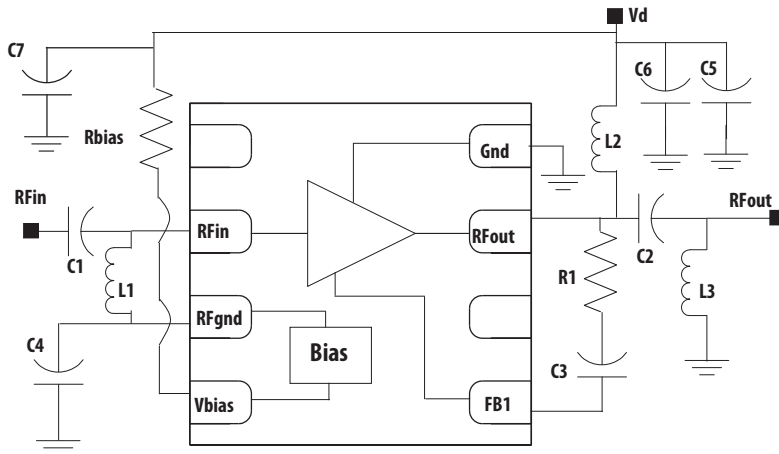 Vd
C7
C6
C5
Rbias
Gnd
L2
RFin
RFout
RFin
RFout
C1
C2
L1
R1
L3
RFgnd
C4
Bias
C3
Vbias
FB1